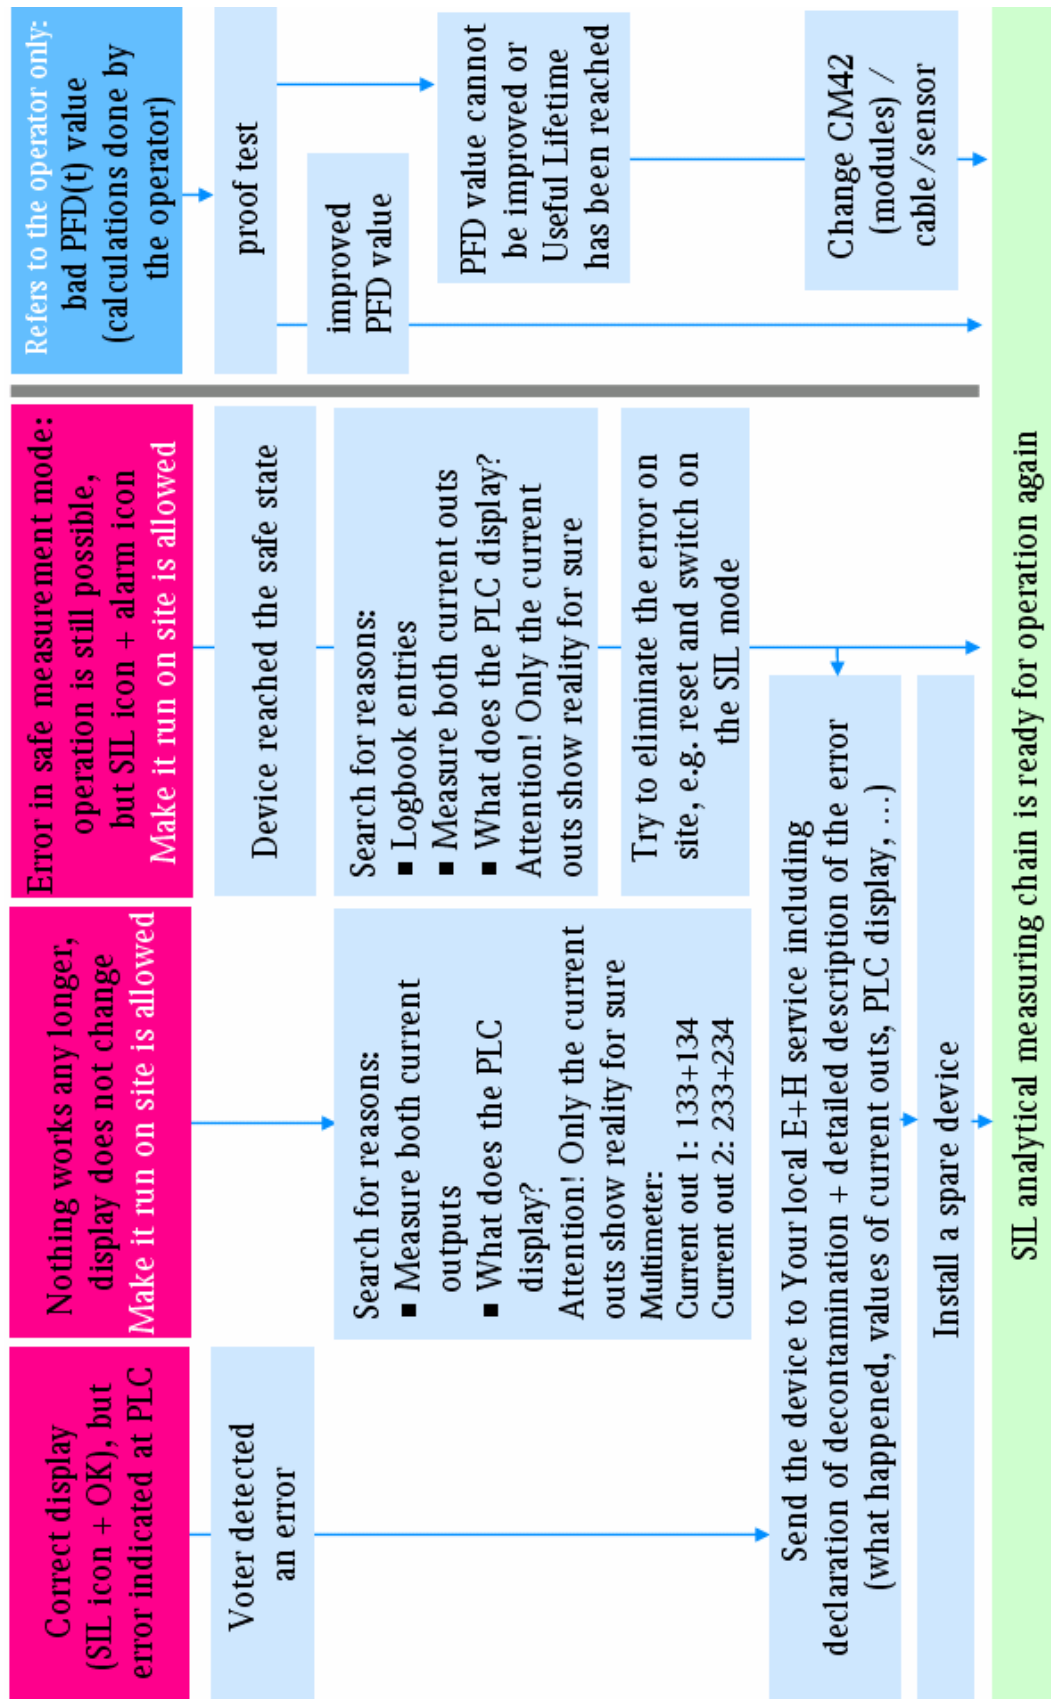 Correct display
(SIL icon + OK), but
error indicated at PLC
Voter detected
an error
Nothing works any longer,
display does not change
Make it run on site is allowed
Search for reasons:
■ Measure both current
outputs
■ What does the PLC
display?
Attention! Only the current
outs show reality for sure
Multimeter:
Current out 1: 133+134
Current out 2: 233+234
Error in safe measurement mode:
operation is still possible,
but SIL icon + alarm icon
Make it run on site is allowed
Device reached the safe state
Search for reasons:
■ Logbook entries
■ Measure both current outs
■ What does the PLC display?
Attention! Only the current
outs show reality for sure
Try to eliminate the error on
site, e.g. reset and switch on
the SIL mode
Send the device to Your local E+H service including
declaration of decontamination + detailed description of the error
(what happened, values of current outs, PLC display, …)
Install a spare device
Refers to the operator only:
bad PFD(t) value
(calculations done by
the operator)
proof test
improved
PFD value
PFD value cannot
be improved or
Useful Lifetime
has been reached
Change CM42
(modules) /
cable/sensor
SIL analytical measuring chain is ready for operation again